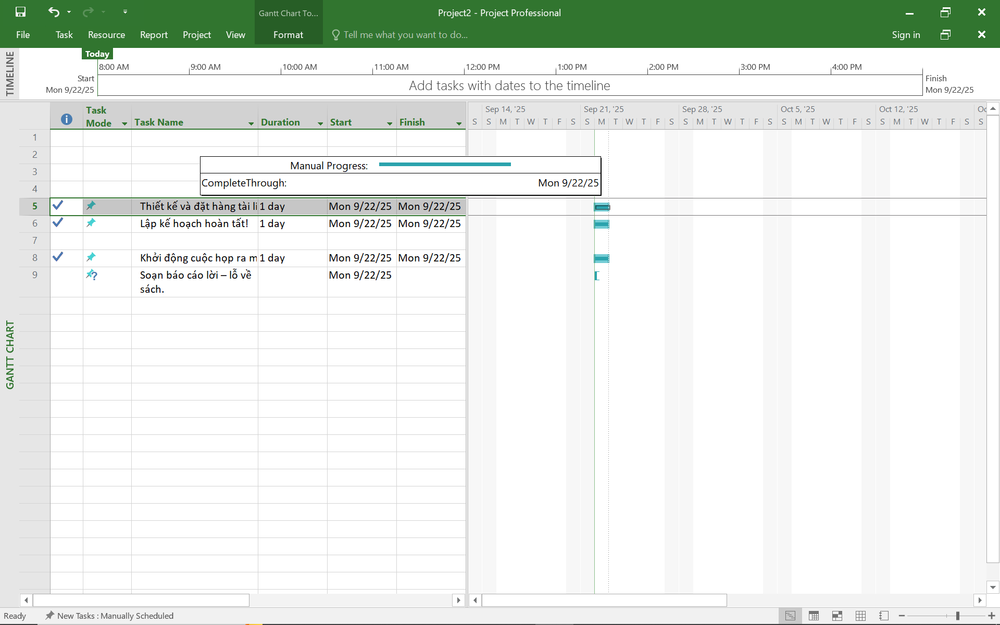 Gantt Chart To...
Project2 - Project Professional
File Task Resource Report Project View Format Tell me what you want to do... Sign in
TIMELINE
Today
8:00 AM 9:00 AM 10:00 AM 11:00 AM 12:00 PM 1:00 PM 2:00 PM 3:00 PM 4:00 PM
Start
Mon 9/22/25
Add tasks with dates to the timeline
Finish
Mon 9/22/25
GANTT CHART
Task Mode Task Name Duration Start Finish
Sep 14, '25 Sep 21, '25 Sep 28, '25 Oct 5, '25 Oct 12, '25 Oc
S S M T W T F S S M T W T F S S M T W T F S S M T W T F S S M T W T F S S
1
2
3
4
Manual Progress:
CompleteThrough: Mon 9/22/25
5 Thiết kế và đặt hàng tài li 1 day Mon 9/22/25 Mon 9/22/25
6 Lập kế hoạch hoàn tất! 1 day Mon 9/22/25 Mon 9/22/25
7
8 Khởi động cuộc họp ra m 1 day Mon 9/22/25 Mon 9/22/25
9 Soạn báo cáo lời – lỗ về Mon 9/22/25
sách.
Ready New Tasks : Manually Scheduled